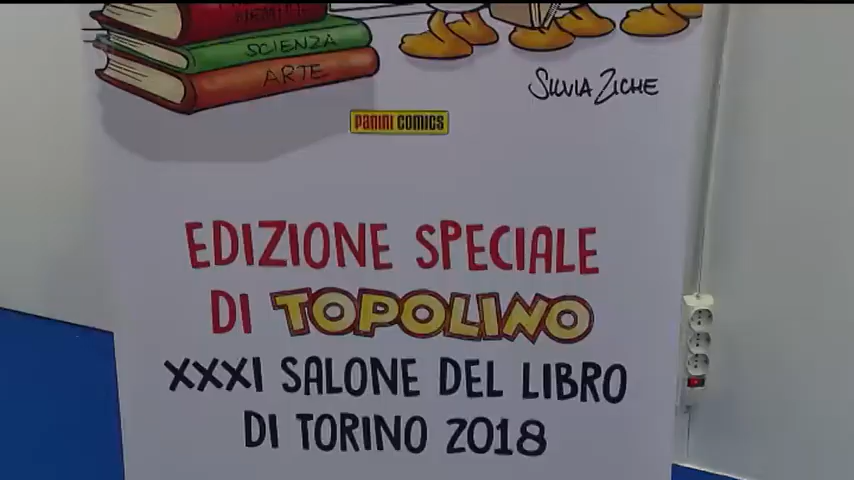 SCIENZA
ARTE
SILVIA ZICHE
PANINI COMICS
EDIZIONE SPECIALE
DI TOPOLINO
XXXI SALONE DEL LIBRO
DI TORINO 2018